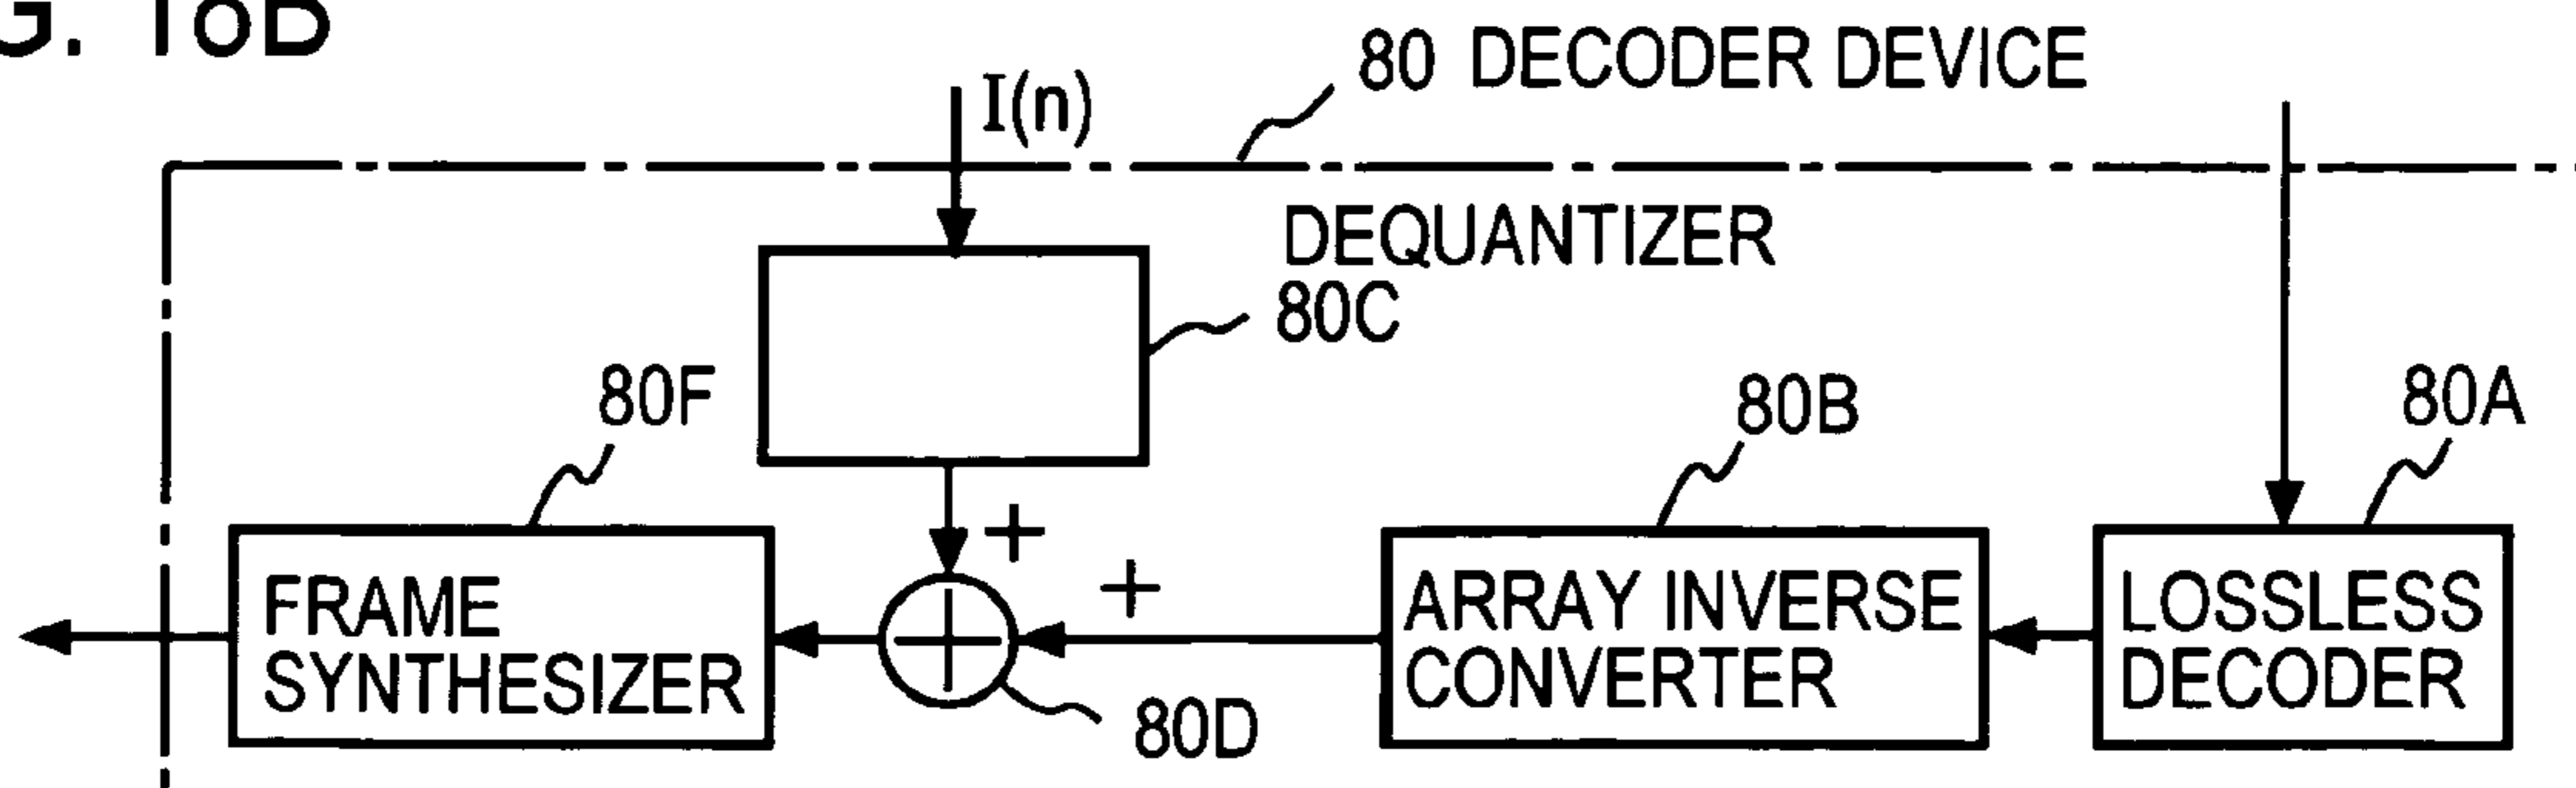 80 DECODER DEVICE
I(n)
DEQUANTIZER
80C
80F
80B
80A
+
+
FRAME
SYNTHESIZER
ARRAY INVERSE
CONVERTER
LOSSLESS
DECODER
80D